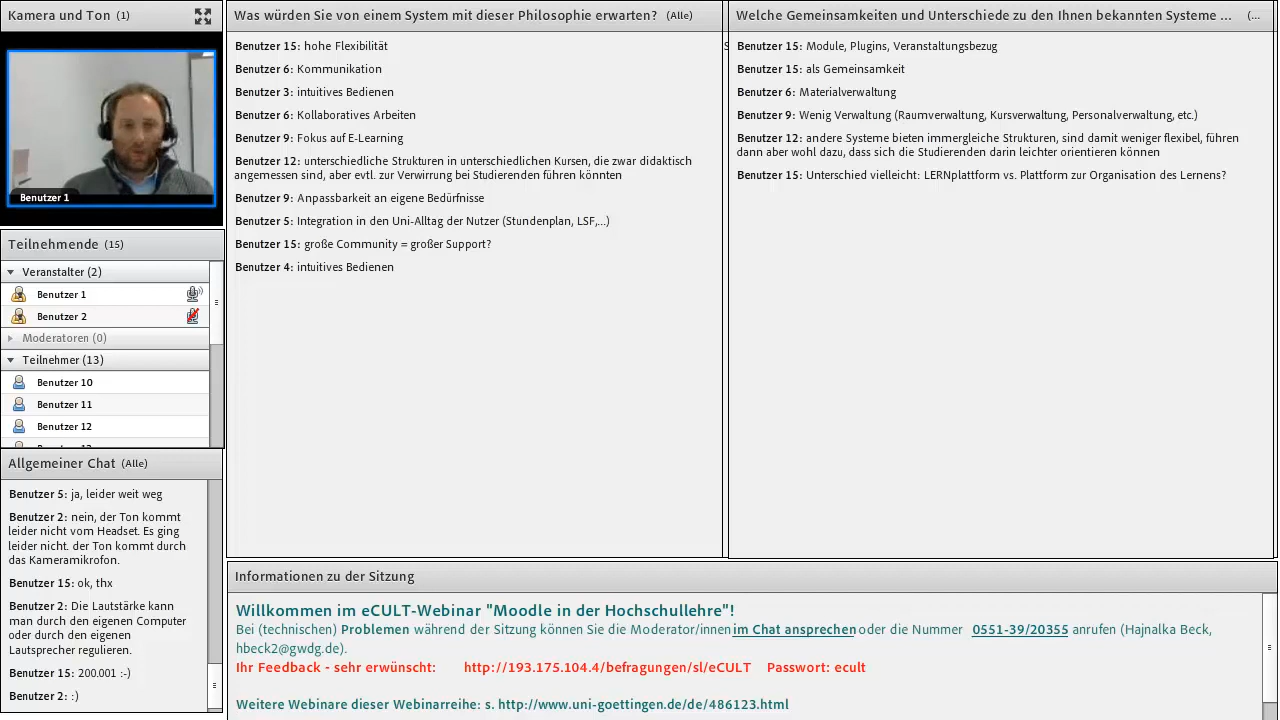 Kamera und Ton (1)
Benutzer 1
Teilnehmende (15)
Veranstalter (2)
Benutzer 1
Benutzer 2
Moderatoren (0)
Teilnehmer (13)
Benutzer 10
Benutzer 11
Benutzer 12
Allgemeiner Chat (Alle)
Benutzer 5: ja, leider weit weg
Benutzer 2: nein, der Ton kommt
leider nicht vom Headset. Es ging
leider nicht. der Ton kommt durch
das Kameramikrofon.
Benutzer 15: ok, thx
Benutzer 2: Die Lautstärke kann
man durch den eigenen Computer
oder durch den eigenen
Lautsprecher regulieren.
Benutzer 15: 200.001 :-)
Benutzer 2: :)
Was würden Sie von einem System mit dieser Philosophie erwarten? (Alle)
Benutzer 15: hohe Flexibilität
Benutzer 6: Kommunikation
Benutzer 3: intuitives Bedienen
Benutzer 6: Kollaboratives Arbeiten
Benutzer 9: Fokus auf E-Learning
Benutzer 12: unterschiedliche Strukturen in unterschiedlichen Kursen, die zwar didaktisch
angemessen sind, aber evtl. zur Verwirrung bei Studierenden führen könnten
Benutzer 9: Anpassbarkeit an eigene Bedürfnisse
Benutzer 5: Integration in den Uni-Alltag der Nutzer (Stundenplan, LSF,...)
Benutzer 15: große Community = großer Support?
Benutzer 4: intuitives Bedienen
Welche Gemeinsamkeiten und Unterschiede zu den Ihnen bekannten Systeme ... (...
Benutzer 15: Module, Plugins, Veranstaltungsbezug
Benutzer 15: als Gemeinsamkeit
Benutzer 6: Materialverwaltung
Benutzer 9: Wenig Verwaltung (Raumverwaltung, Kursverwaltung, Personalverwaltung, etc.)
Benutzer 12: andere Systeme bieten immergleiche Strukturen, sind damit weniger flexibel, führen
dann aber wohl dazu, dass sich die Studierenden darin leichter orientieren können
Benutzer 15: Unterschied vielleicht: LERNplattform vs. Plattform zur Organisation des Lernens?
Informationen zu der Sitzung
Willkommen im eCULT-Webinar "Moodle in der Hochschullehre"!
Bei (technischen) Problemen während der Sitzung können Sie die Moderator/innen im Chat ansprechen oder die Nummer 0551-39/20355 anrufen (Hajnalka Beck,
hbeck2@gwdg.de).
Ihr Feedback - sehr erwünscht: http://193.175.104.4/befragungen/sl/eCULT Passwort: ecult
Weitere Webinare dieser Webinarreihe: s. http://www.uni-goettingen.de/de/486123.html